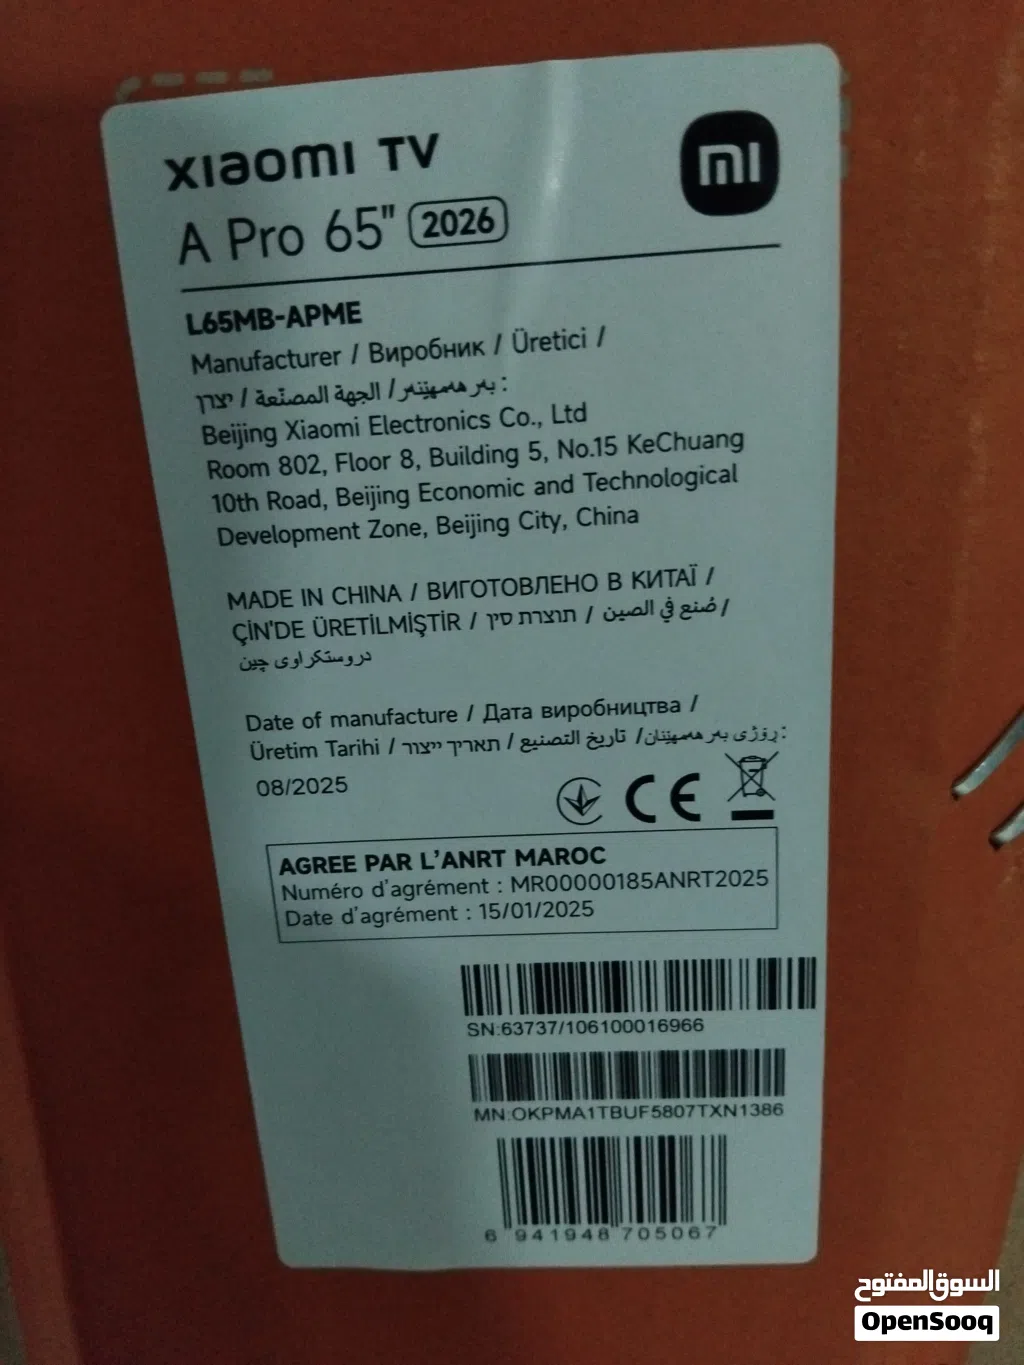 xiaomi TV
mi
A Pro 65" 2026
L65MB-APME
Manufacturer / Виробник / Üretici /
יצרן / الجهة المصنّعة / بەرهەمهێنەر :
Beijing Xiaomi Electronics Co., Ltd
Room 802, Floor 8, Building 5, No.15 KeChuang
10th Road, Beijing Economic and Technological
Development Zone, Beijing City, China
MADE IN CHINA / ВИГОТОВЛЕНО В КИТАЇ /
ÇİN'DE ÜRETİLMİŞTİR / תוצרת סין / صُنع في الصين /
دروستکراوی چین
Date of manufacture / Дата виробництва /
Üretim Tarihi / תאריך ייצור / تاريخ التصنيع / ڕۆژی بەرهەمهێنان :
08/2025
CE
AGREE PAR L'ANRT MAROC
Numéro d'agrément : MR00000185ANRT2025
Date d'agrément : 15/01/2025
SN:63737/106100016966
MN:OKPMA1TBUF5807TXN1386
6 941948 705067
السوق المفتوح
OpenSooq